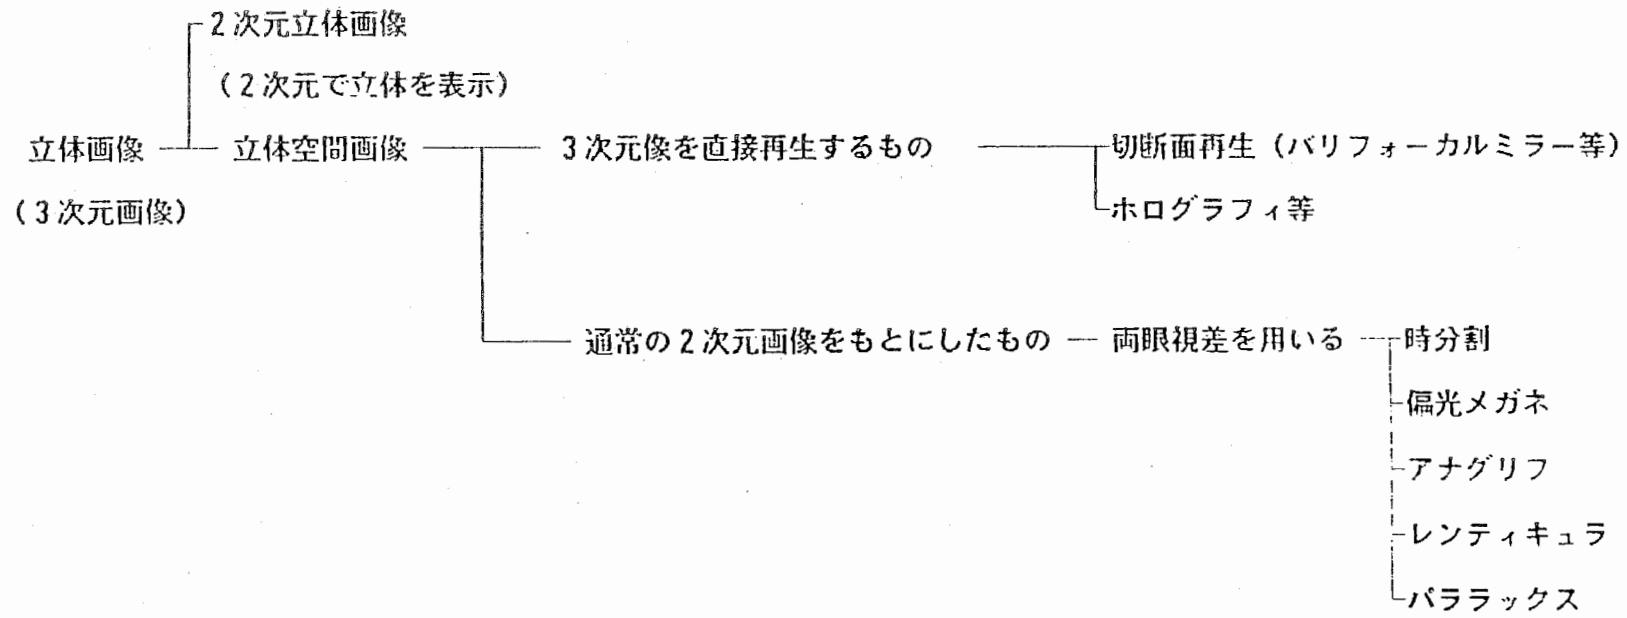 2次元立体画像
(2次元で立体を表示)
立体画像 立体空間画像 3次元像を直接再生するもの 切断面再生(バリフォーカルミラー等)
(3次元画像) ホログラフィ等
通常の2次元画像をもとにしたもの 両眼視差を用いる 時分割
偏光メガネ
アナグリフ
レンティキュラ
パララックス